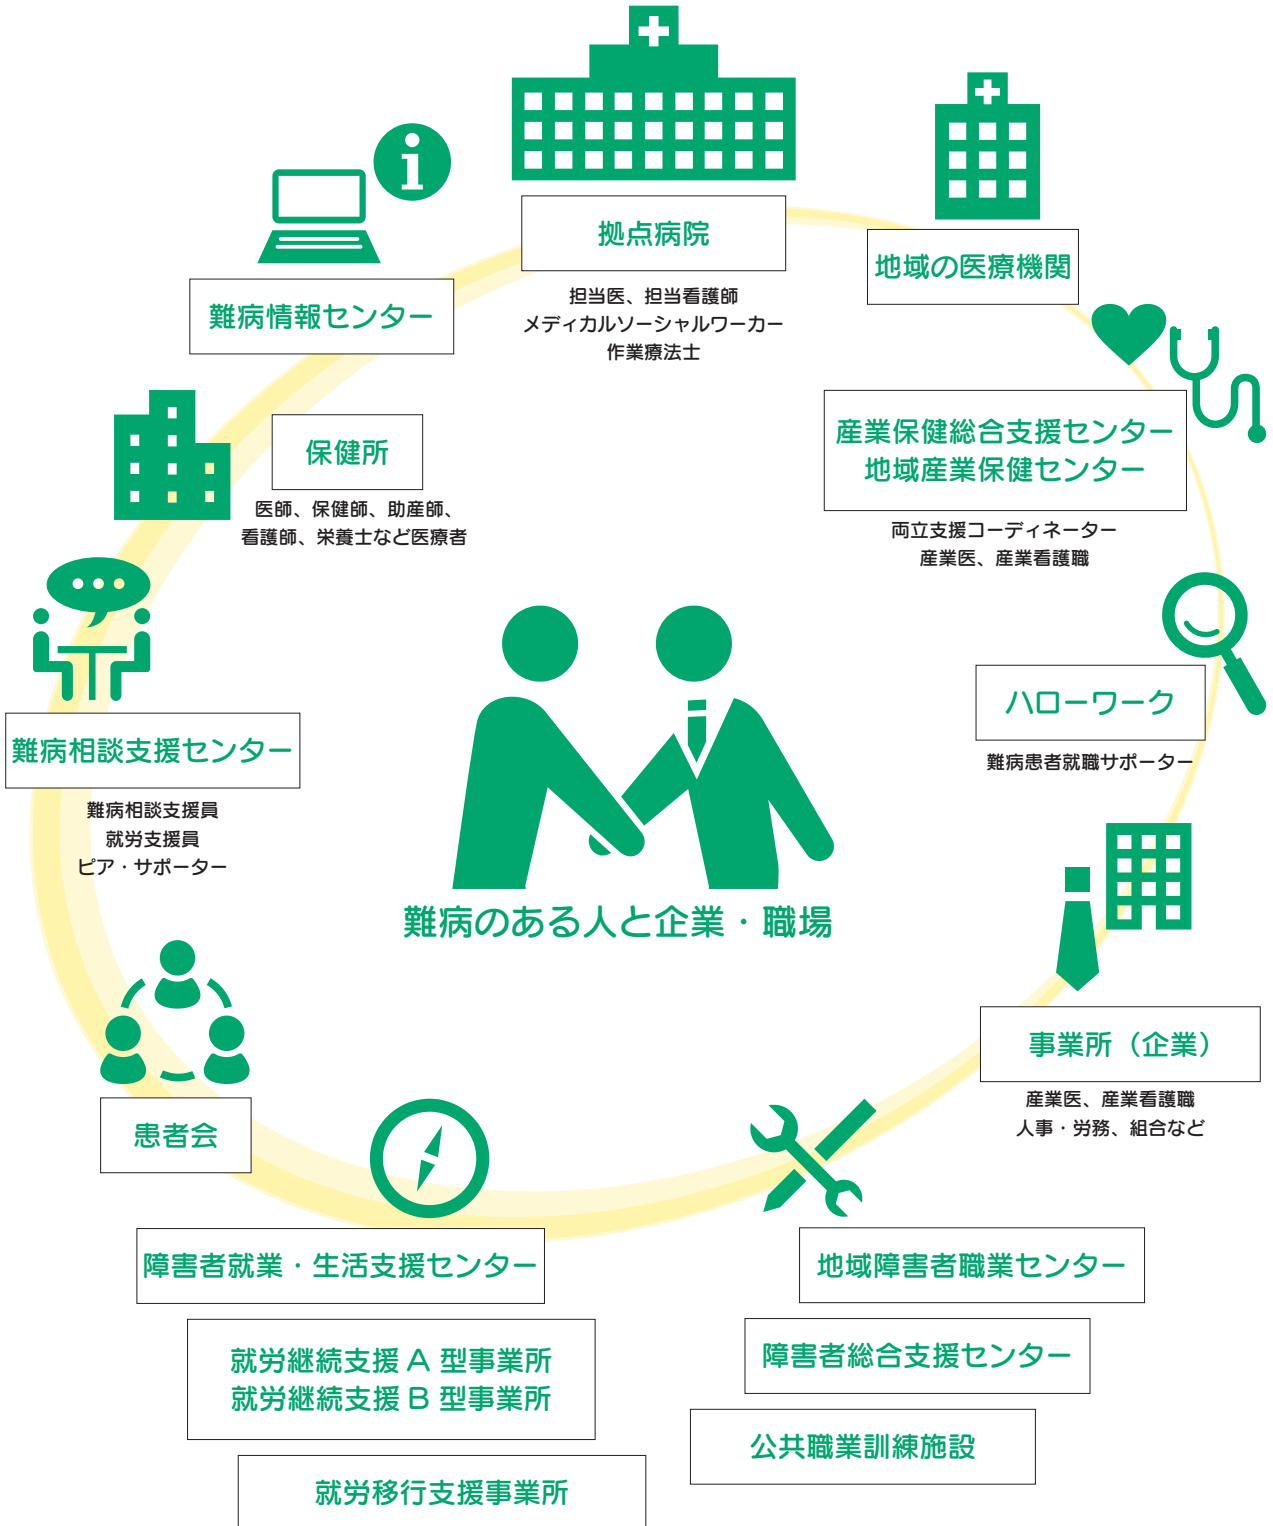 拠点病院
担当医、担当看護師
メディカルソーシャルワーカー
作業療法士
地域の医療機関
産業保健総合支援センター
地域産業保健センター
両立支援コーディネーター
産業医、産業看護職
ハローワーク
難病患者就職サポーター
事業所（企業）
産業医、産業看護職
人事・労務、組合など
地域障害者職業センター
障害者総合支援センター
公共職業訓練施設
障害者就業・生活支援センター
就労継続支援 A 型事業所
就労継続支援 B 型事業所
就労移行支援事業所
患者会
難病相談支援センター
難病相談支援員
就労支援員
ピア・サポーター
保健所
医師、保健師、助産師、
看護師、栄養士など医療者
難病情報センター
i
難病のある人と企業・職場